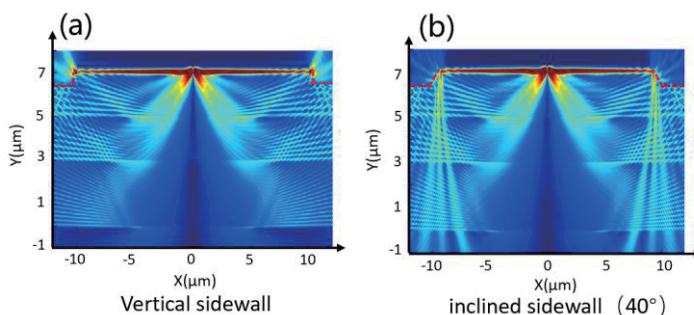 (a)
(b)
Y(μm)
7
5
3
1
-1
-10
-5
0
5
10
X(μm)
Vertical sidewall
Y(μm)
7
5
3
1
-1
-10
-5
0
5
10
X(μm)
inclined sidewall（40°）